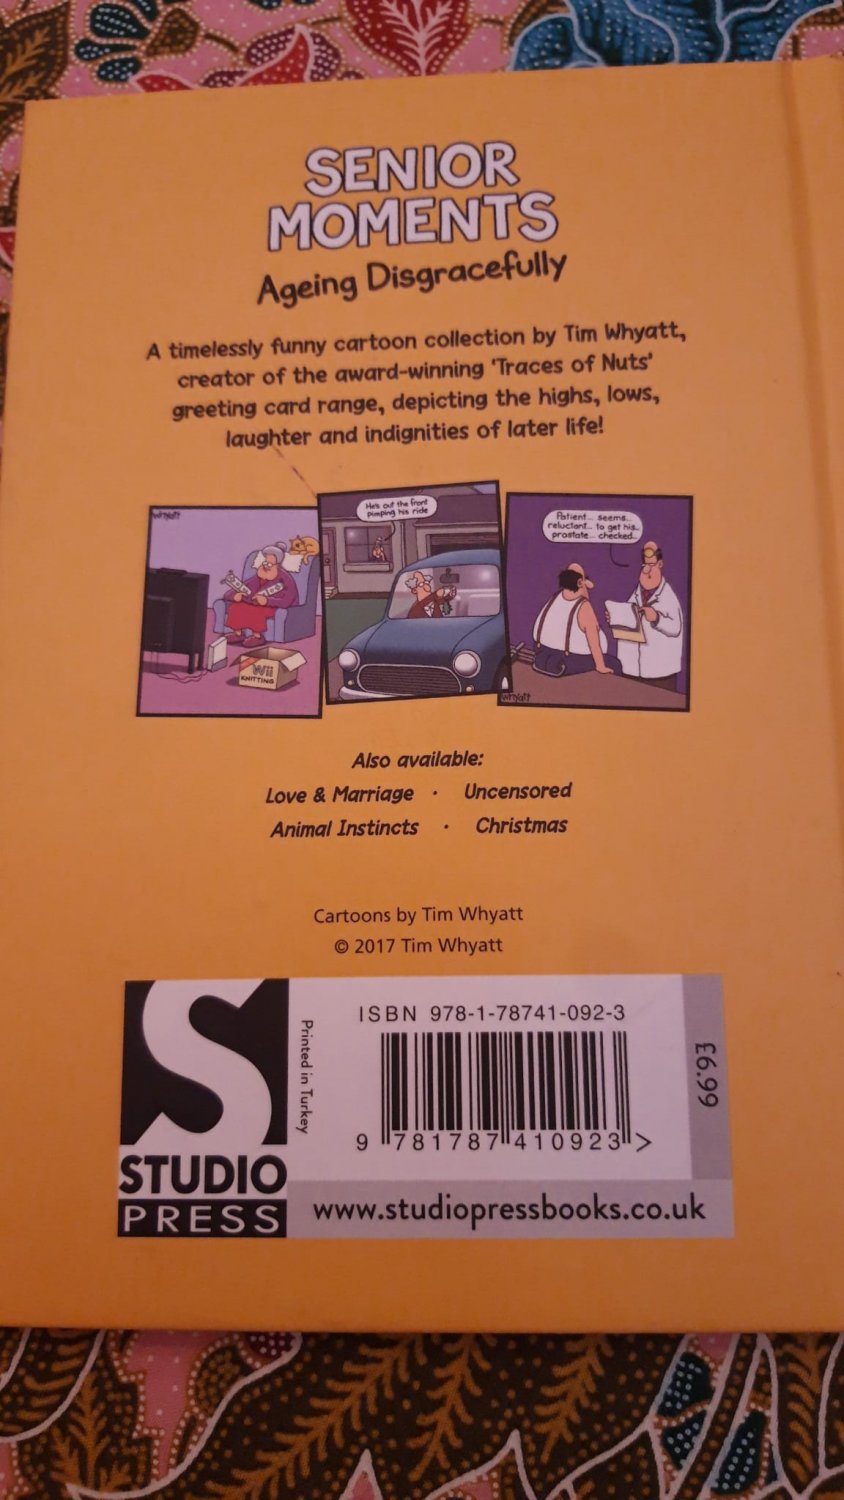 SENIOR
MOMENTS
Ageing Disgracefully
A timelessly funny cartoon collection by Tim Whyatt,
creator of the award-winning 'Traces of Nuts'
greeting card range, depicting the highs, lows,
laughter and indignities of later life!
Whyatt
Wii
KNITTING
He's out the front
pimping his ride
Patient... seems..
reluctant... to get his..
prostate... checked..
Whyatt
Also available:
Love & Marriage · Uncensored
Animal Instincts · Christmas
Cartoons by Tim Whyatt
© 2017 Tim Whyatt
STUDIO
PRESS
Printed in Turkey
ISBN 978-1-78741-092-3
9 781787 410923 >
£6.99
www.studiopressbooks.co.uk